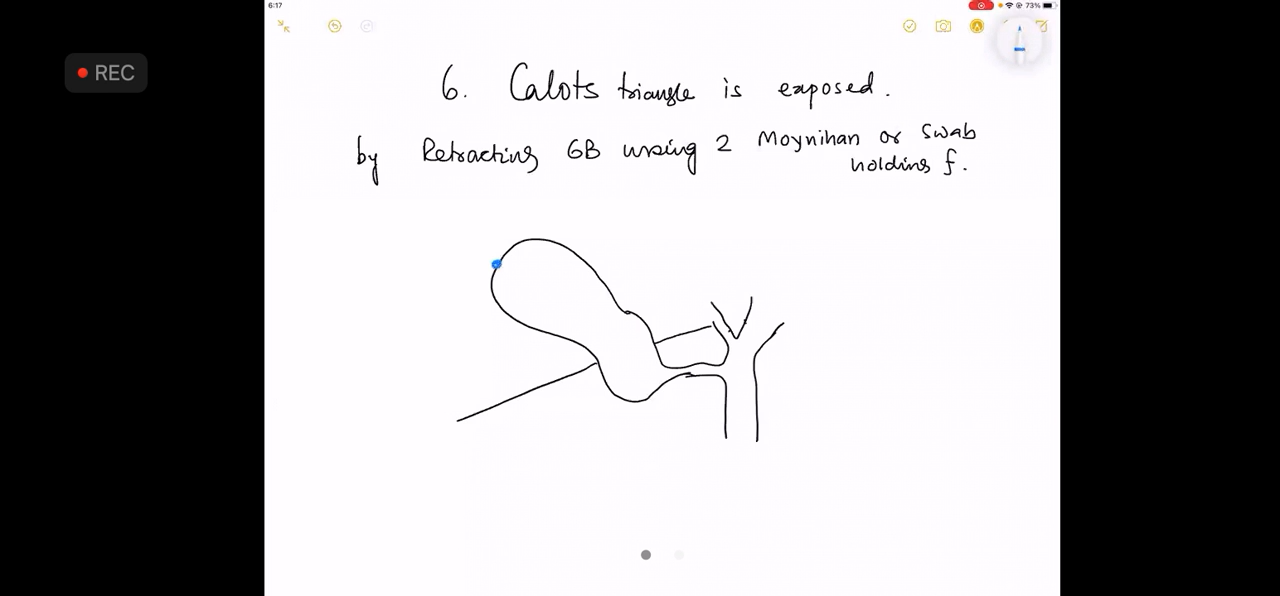 6:17
73%
REC
6. Calots triangle is exposed.
by Retracting GB using 2 Moynihan or Swab
holding f.